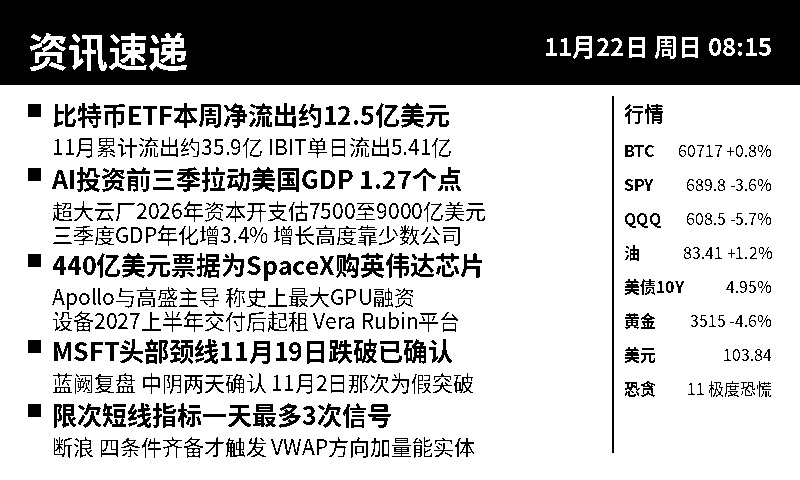 资讯速递
11月22日 周日 08:15
比特币ETF本周净流出约12.5亿美元
11月累计流出约35.9亿 IBIT单日流出5.41亿
AI投资前三季拉动美国GDP 1.27个点
超大云厂2026年资本开支估7500至9000亿美元
三季度GDP年化增3.4% 增长高度靠少数公司
440亿美元票据为SpaceX购英伟达芯片
Apollo与高盛主导 称史上最大GPU融资
设备2027上半年交付后起租 Vera Rubin平台
MSFT头部颈线11月19日跌破已确认
蓝阙复盘 中阴两天确认 11月2日那次为假突破
限次短线指标一天最多3次信号
断浪 四条件齐备才触发 VWAP方向加量能实体
行情
BTC 60717 +0.8%
SPY 689.8 -3.6%
QQQ 608.5 -5.7%
油 83.41 +1.2%
美债10Y 4.95%
黄金 3515 -4.6%
美元 103.84
恐贪 11 极度恐慌